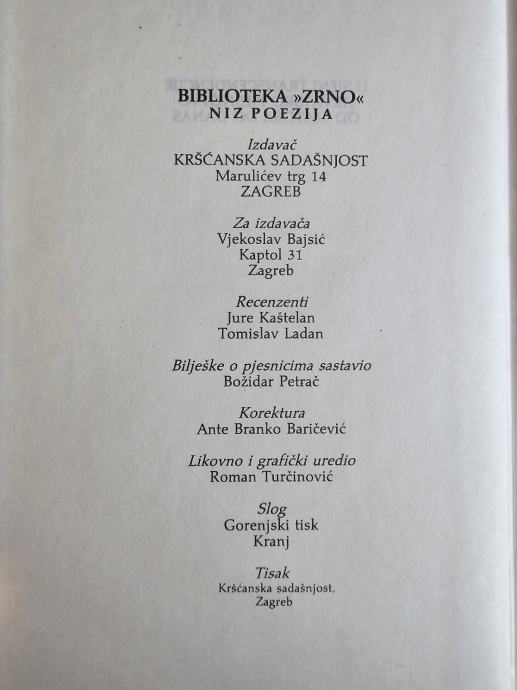 BIBLIOTEKA »ZRNO«
NIZ POEZIJA
Izdavač
KRŠĆANSKA SADAŠNJOST
Marulićev trg 14
ZAGREB
Za izdavača
Vjekoslav Bajsić
Kaptol 31
Zagreb
Recenzenti
Jure Kaštelan
Tomislav Ladan
Bilješke o pjesnicima sastavio
Božidar Petrač
Korektura
Ante Branko Baričević
Likovno i grafički uredio
Roman Turčinović
Slog
Gorenjski tisk
Kranj
Tisak
Kršćanska sadašnjost,
Zagreb